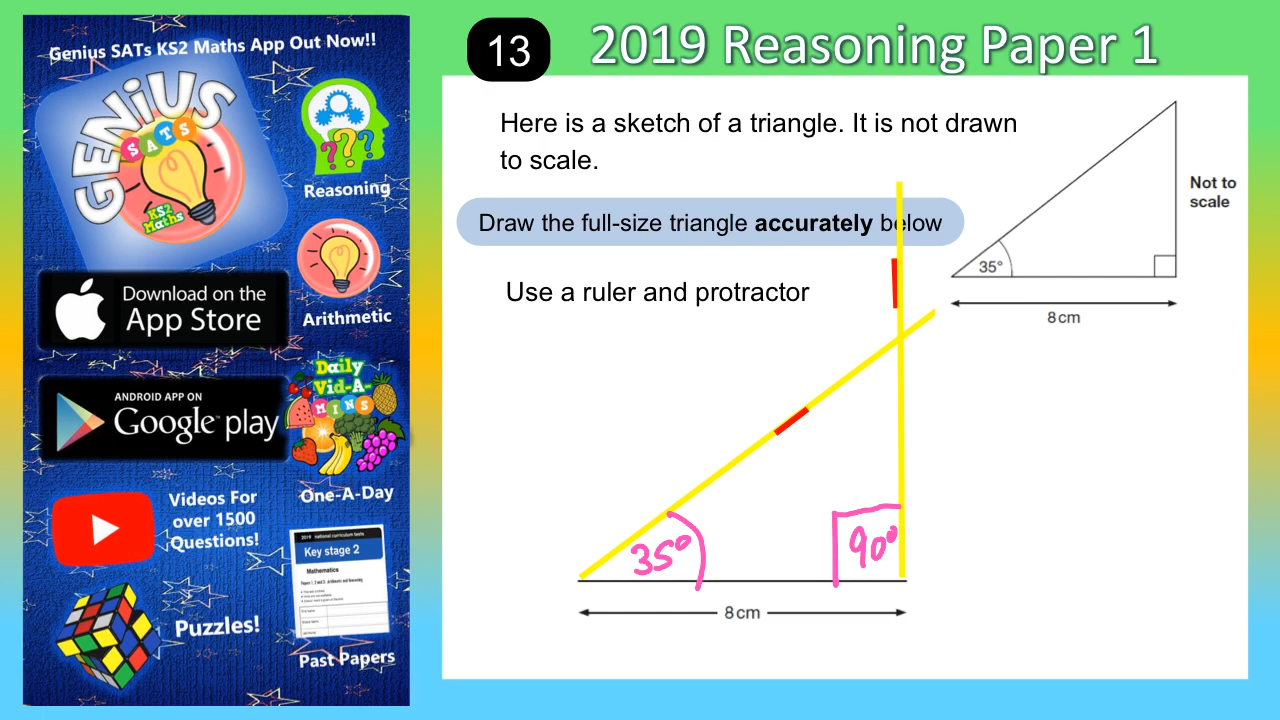 Genius SATs KS2 Maths App Out Now!!
GENiUS
SATS
KS2
Maths
Reasoning
Arithmetic
Download on the
App Store
ANDROID APP ON
Google play
Daily
Vid-A-
MINS
One-A-Day
Videos For
over 1500
Questions!
Puzzles!
2019 national curriculum tests
Key stage 2
Mathematics
Past Papers
13
2019 Reasoning Paper 1
Here is a sketch of a triangle. It is not drawn
to scale.
Draw the full-size triangle accurately below
Use a ruler and protractor
Not to
scale
35°
8 cm
35°
90°
8 cm